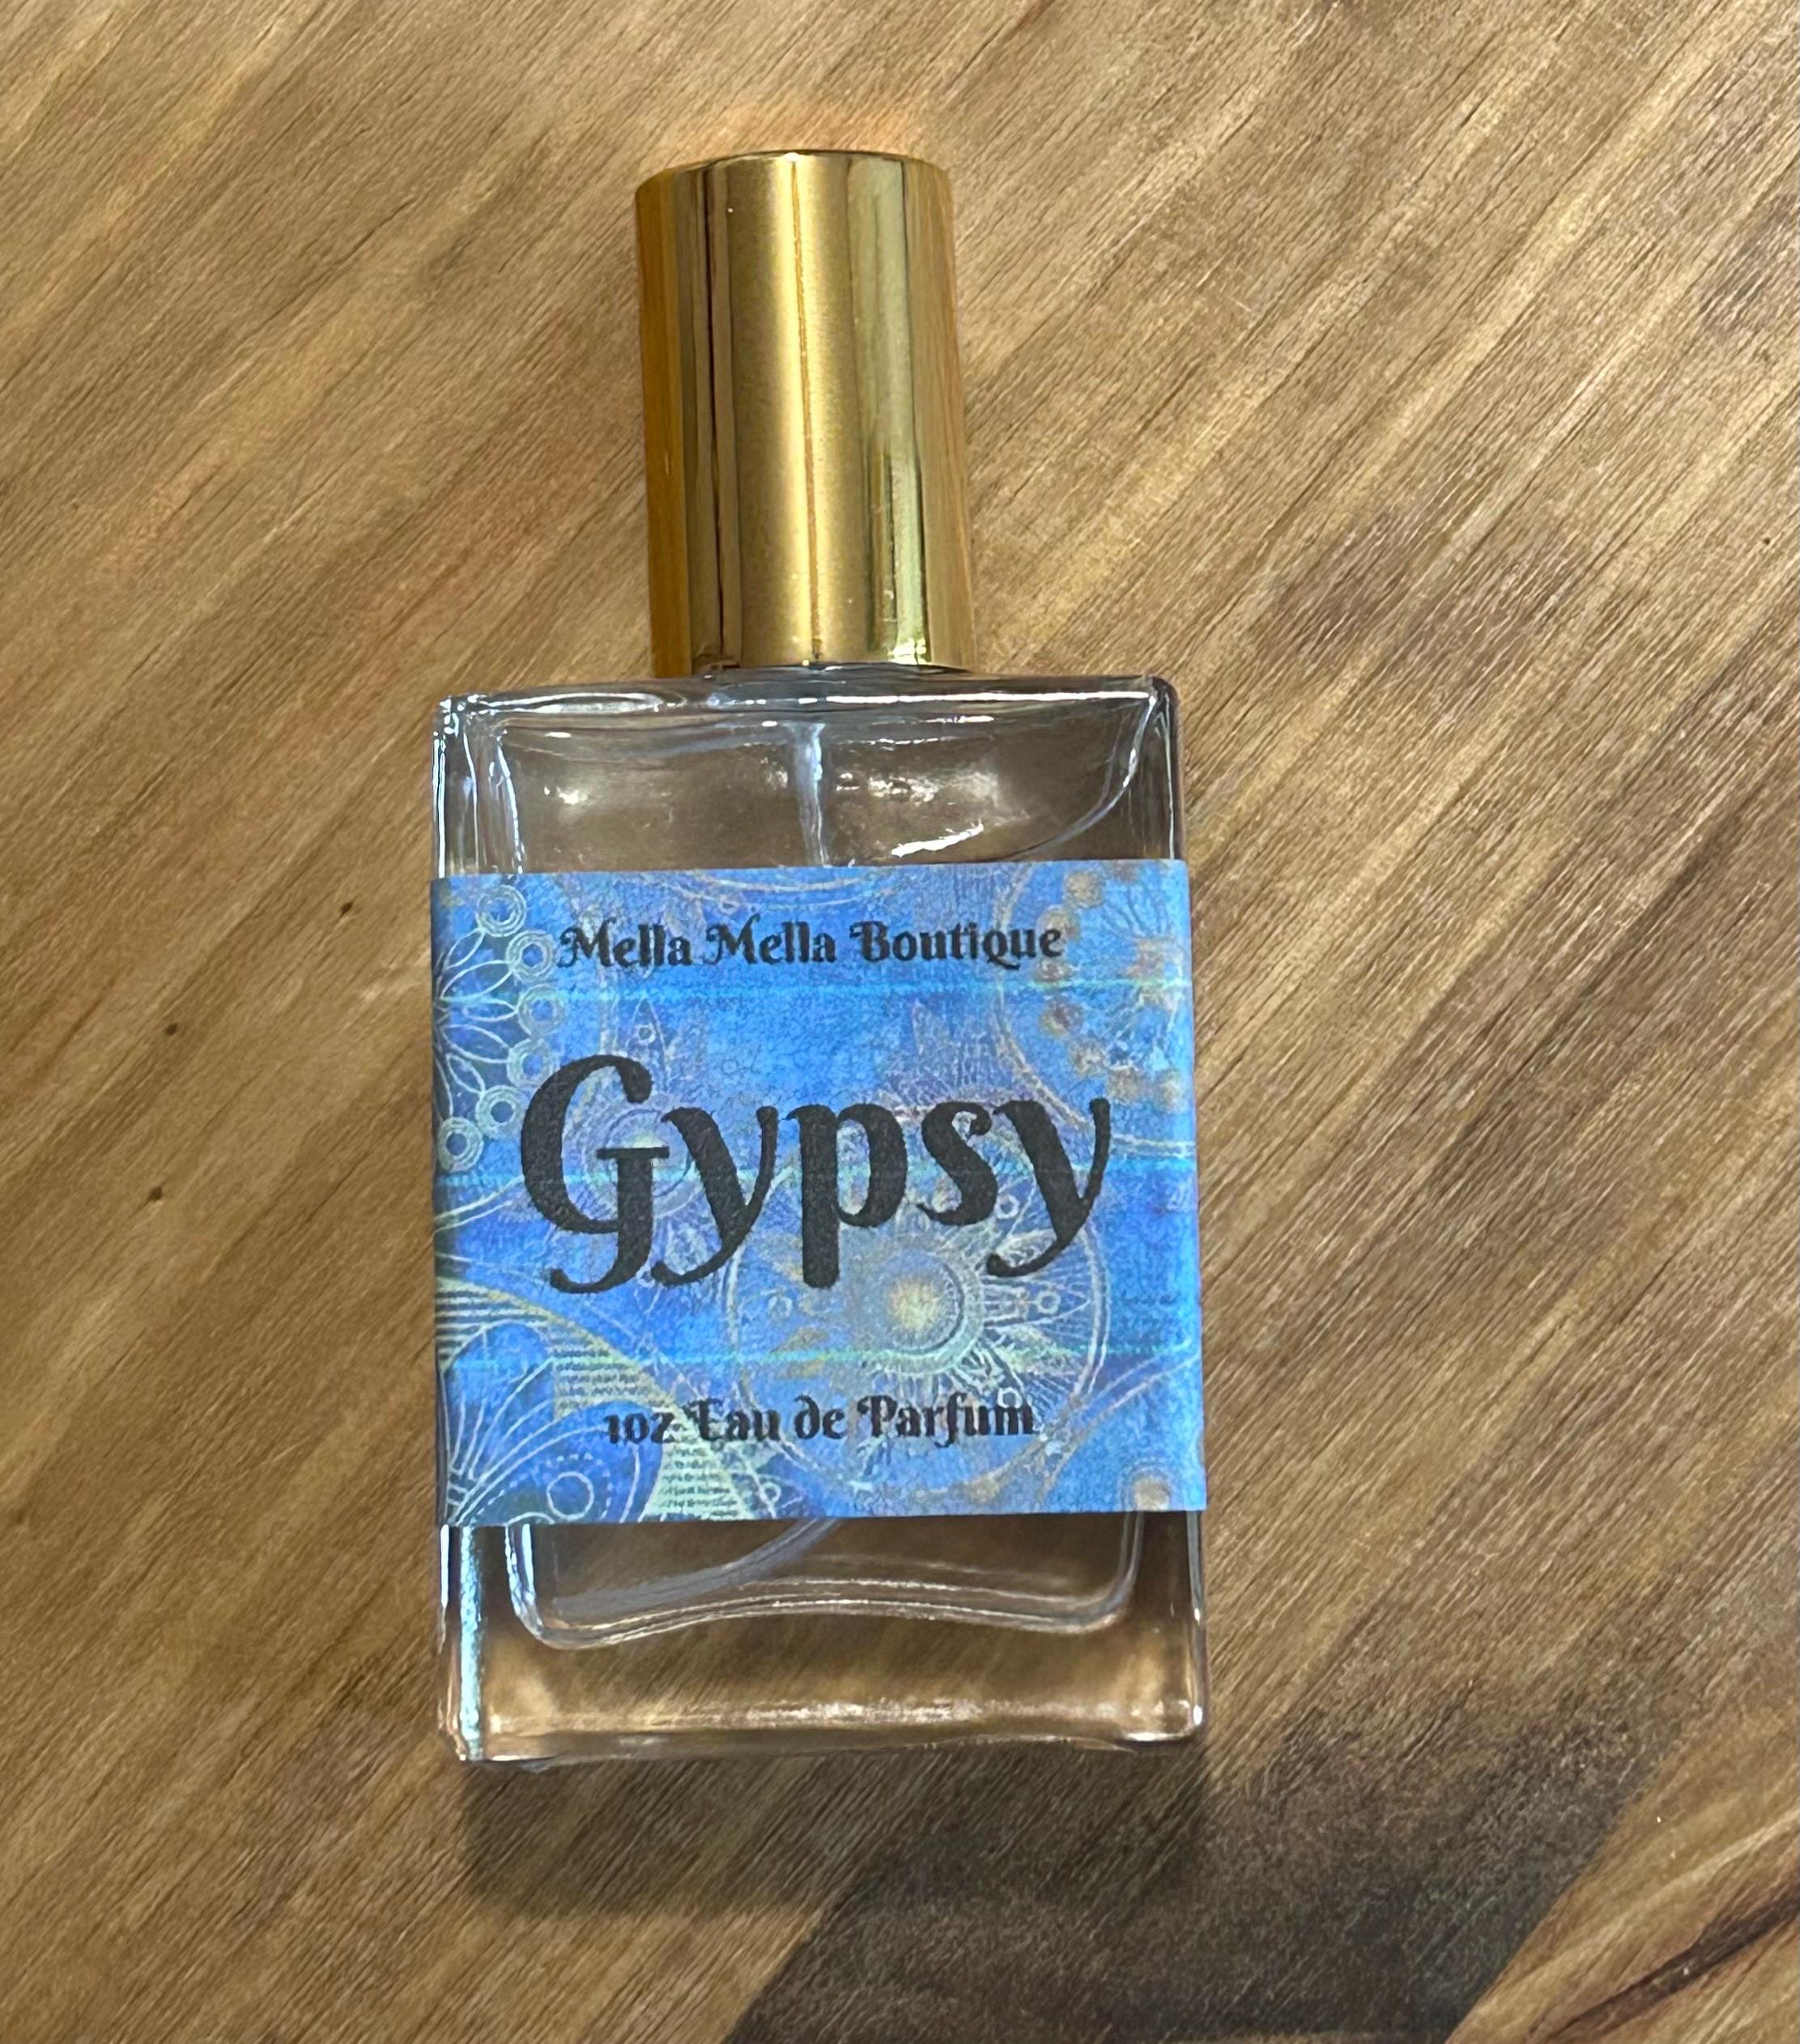 Mella Mella Boutique
Gypsy
1oz Eau de Parfum